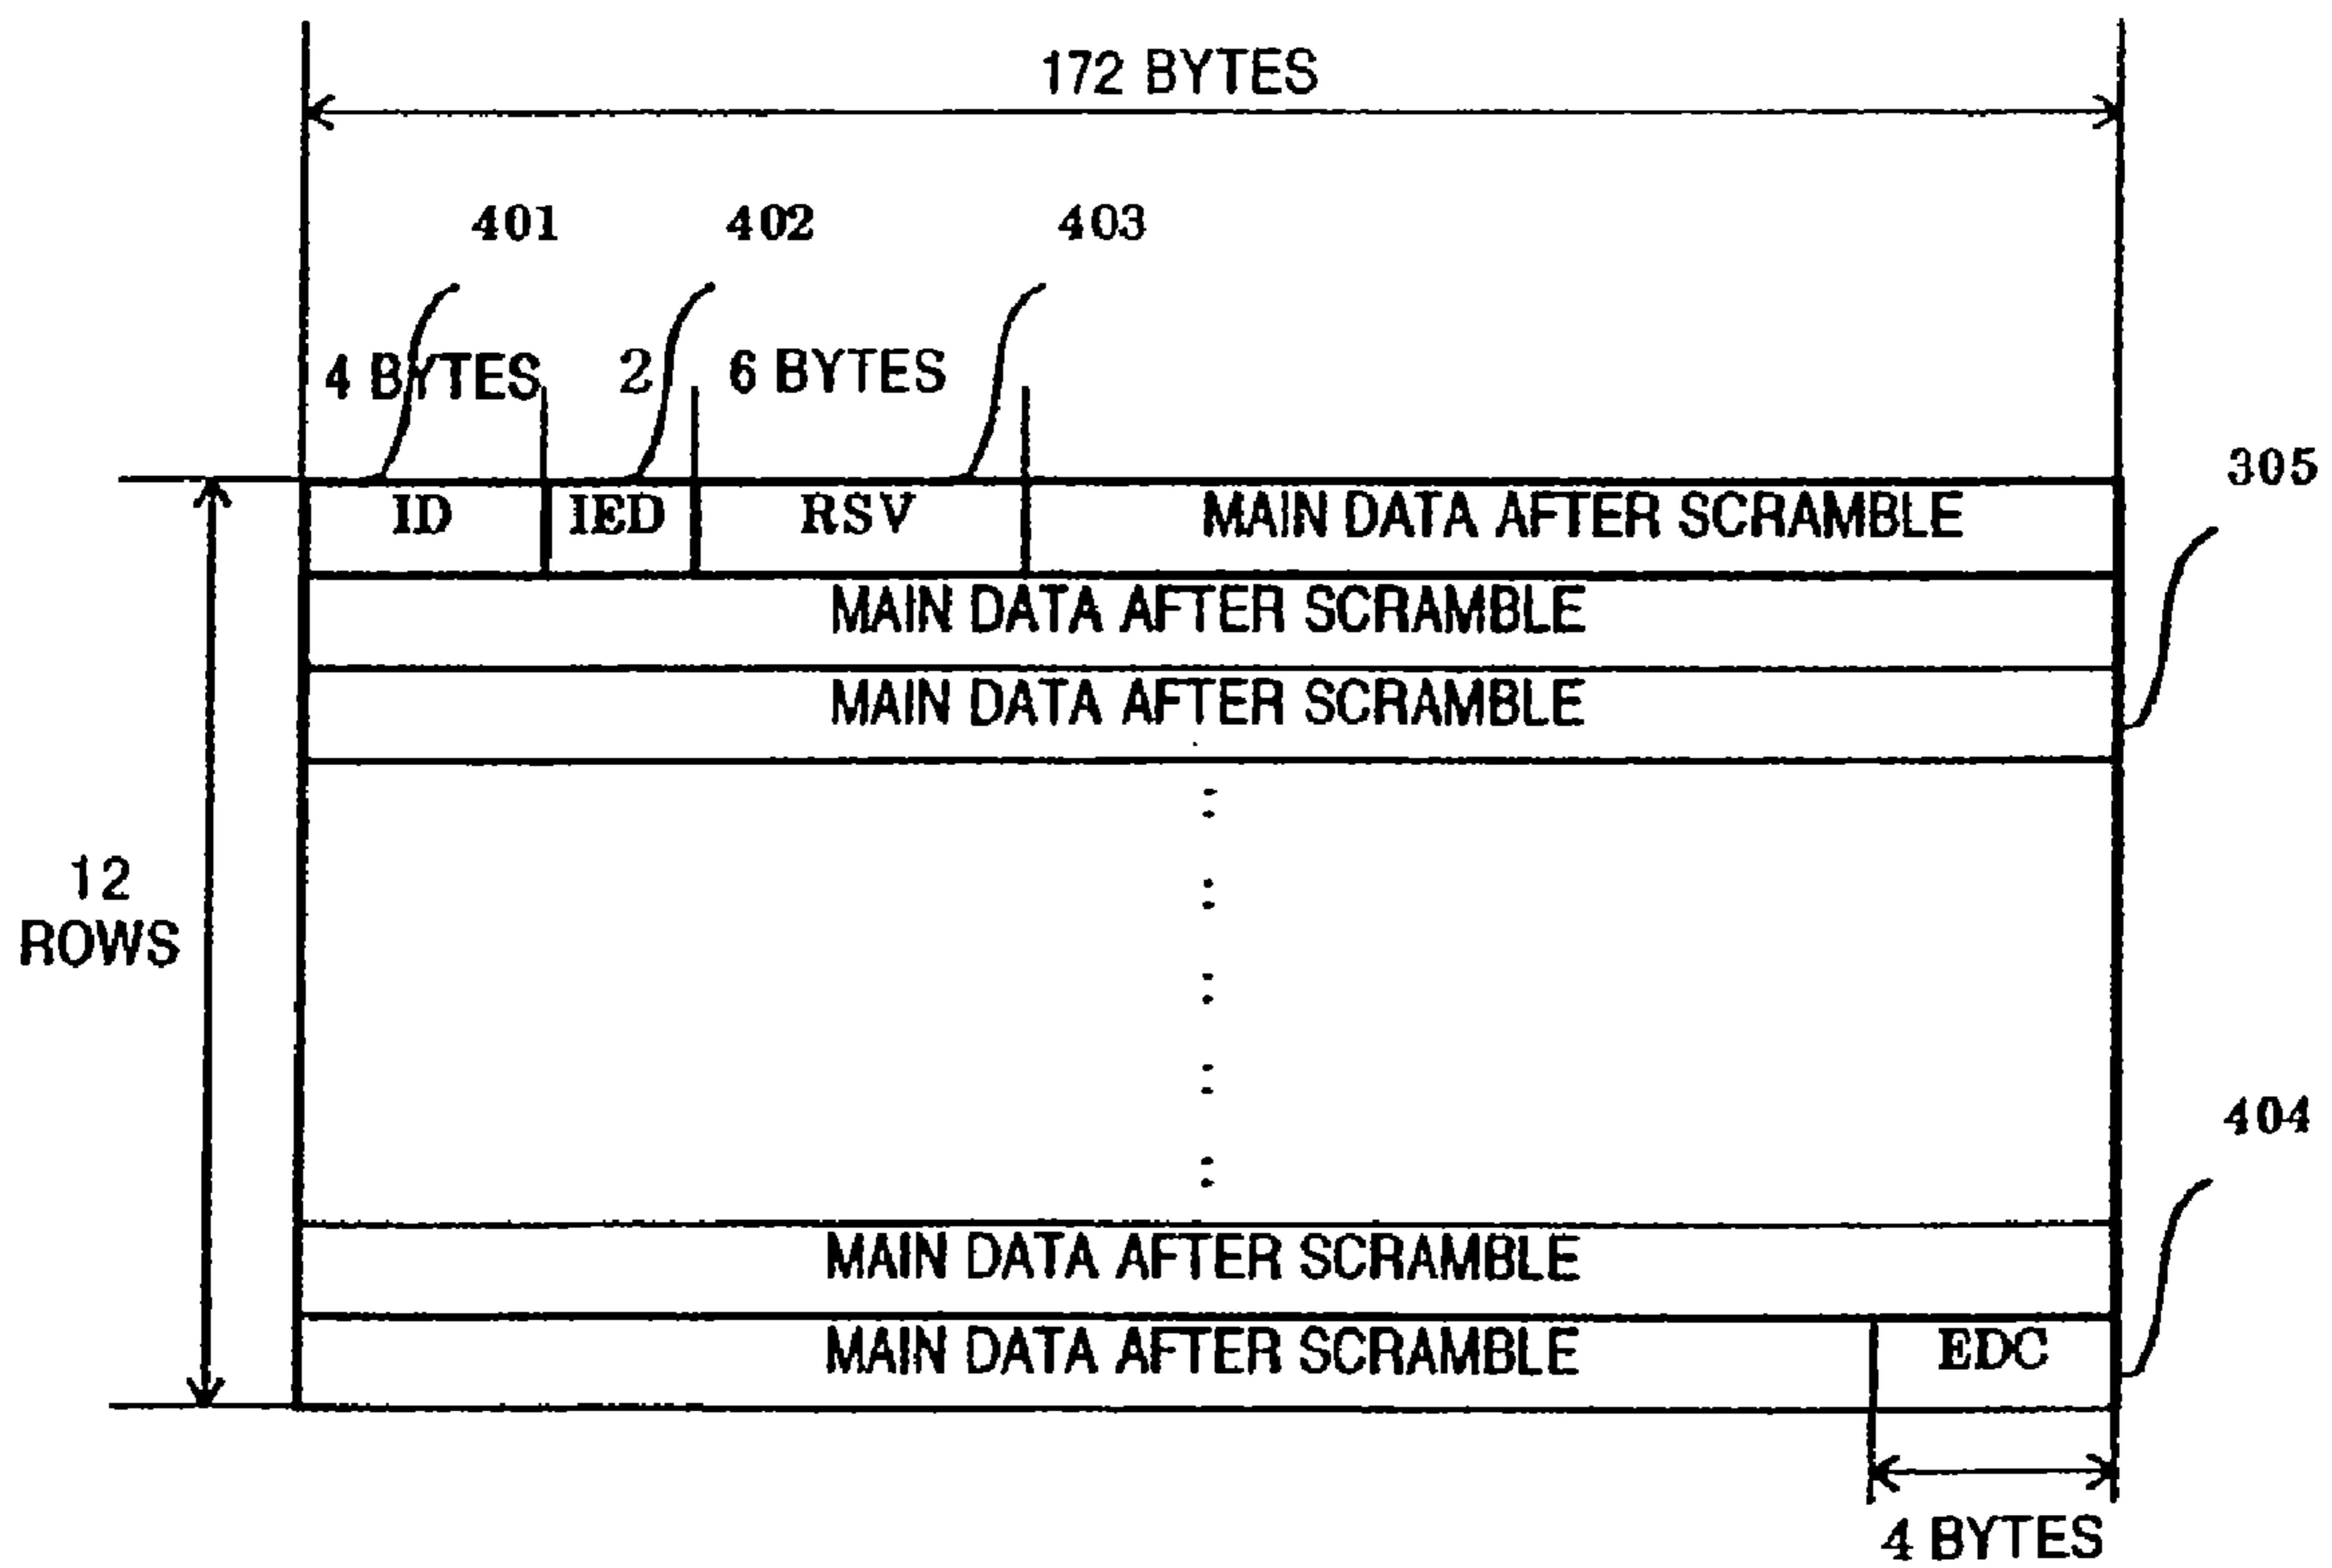 172 BYTES
401 402 403
4 BYTES 2 6 BYTES
305
ID IED RSV MAIN DATA AFTER SCRAMBLE
MAIN DATA AFTER SCRAMBLE
MAIN DATA AFTER SCRAMBLE
12
ROWS
404
MAIN DATA AFTER SCRAMBLE
MAIN DATA AFTER SCRAMBLE EDC
4 BYTES